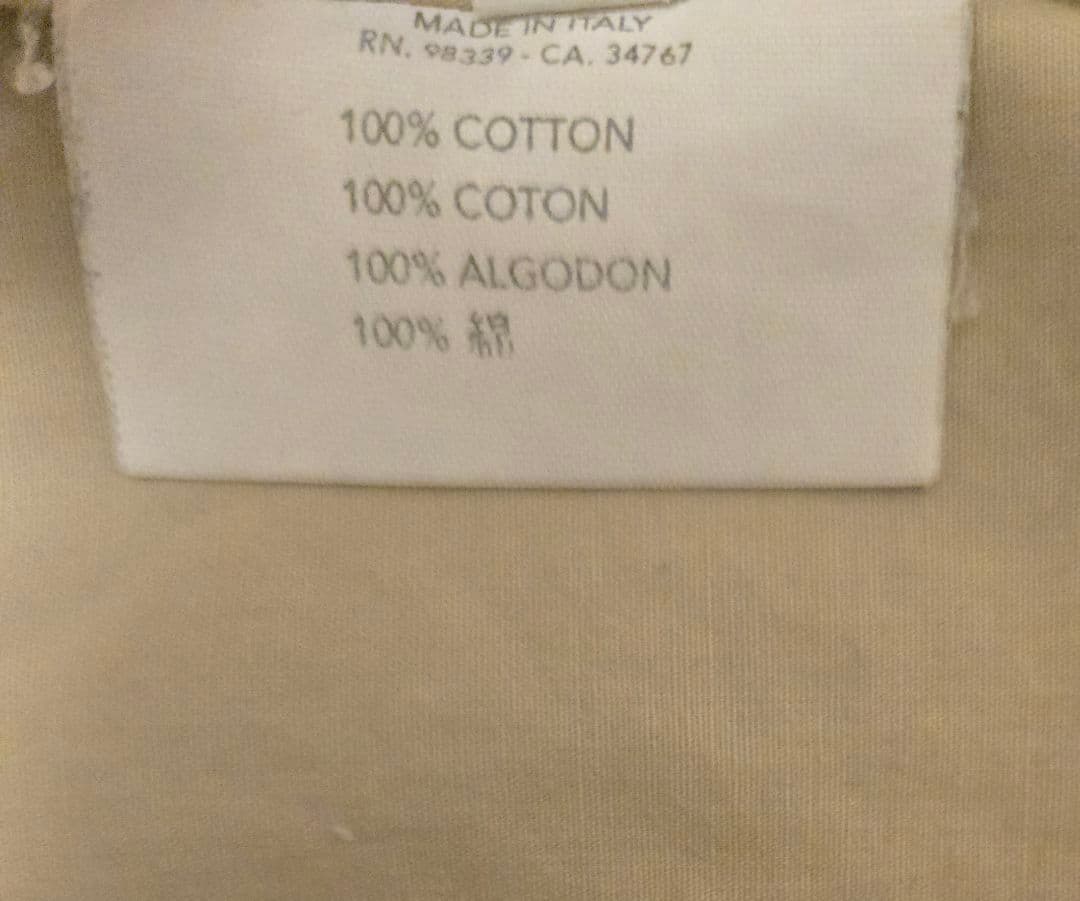 MADE IN ITALY
RN. 98339 - CA. 34767
100% COTTON
100% COTON
100% ALGODON
100% 綿